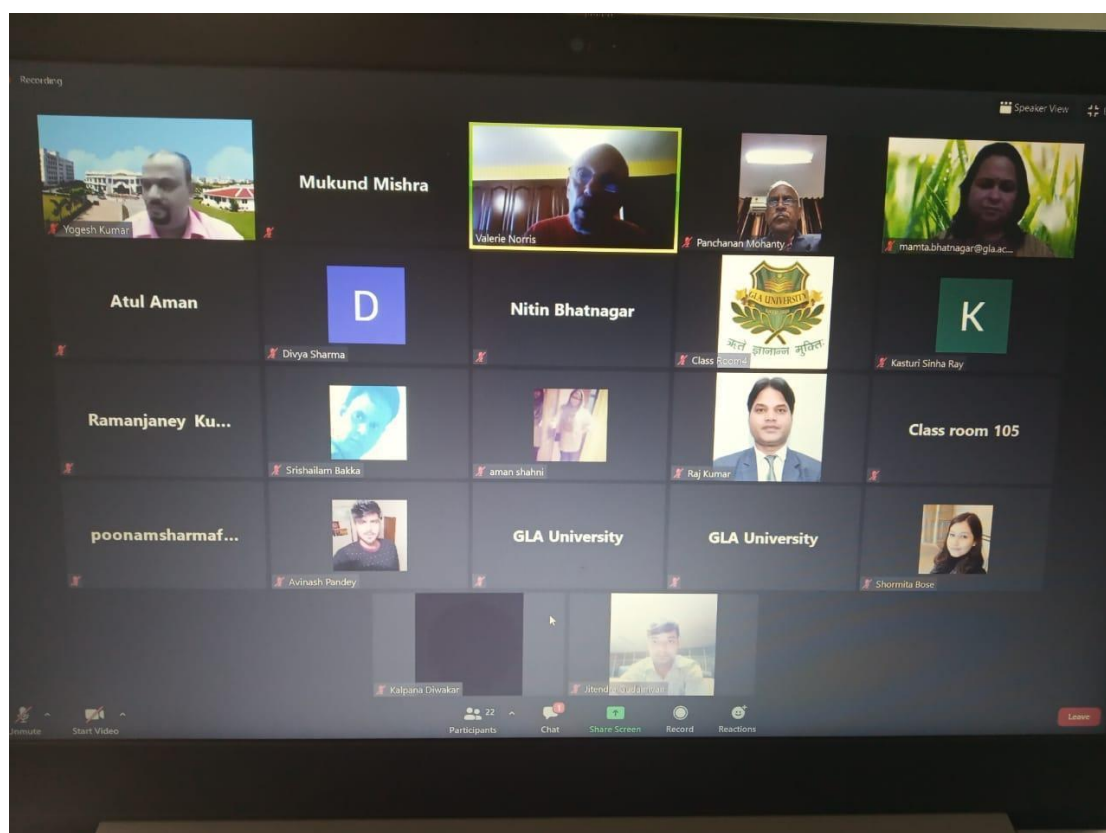 Recording
Speaker View
Yogesh Kumar
Mukund Mishra
Valerie Norris
Panchanan Mohanty
mamta.bhatnagar@gla.ac...
Atul Aman
D
Divya Sharma
Nitin Bhatnagar
GLA UNIVERSITY
ऋते ज्ञानान्न मुक्तिः
Class Room4
K
Kasturi Sinha Ray
Ramanjaney Ku...
Srishailam Bakka
aman shahni
Raj Kumar
Class room 105
poonamsharmaf...
Avinash Pandey
GLA University
GLA University
Shormita Bose
Kalpana Diwakar
Unmute
Start Video
22
Participants
1
Chat
Share Screen
Record
Reactions
Leave